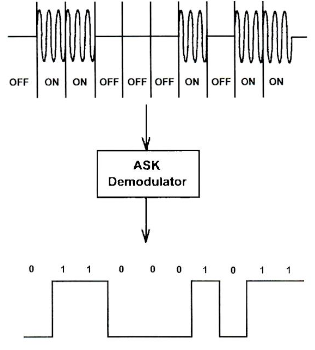 OFF ON ON OFF OFF OFF ON OFF ON ON
ASK
Demodulator
0 1 1 0 0 0 1 0 1 1